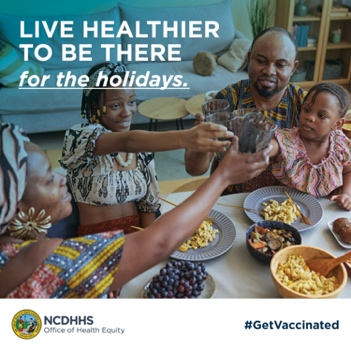 LIVE HEALTHIER
TO BE THERE
for the holidays.
NCDHHS
Office of Health Equity
#GetVaccinated